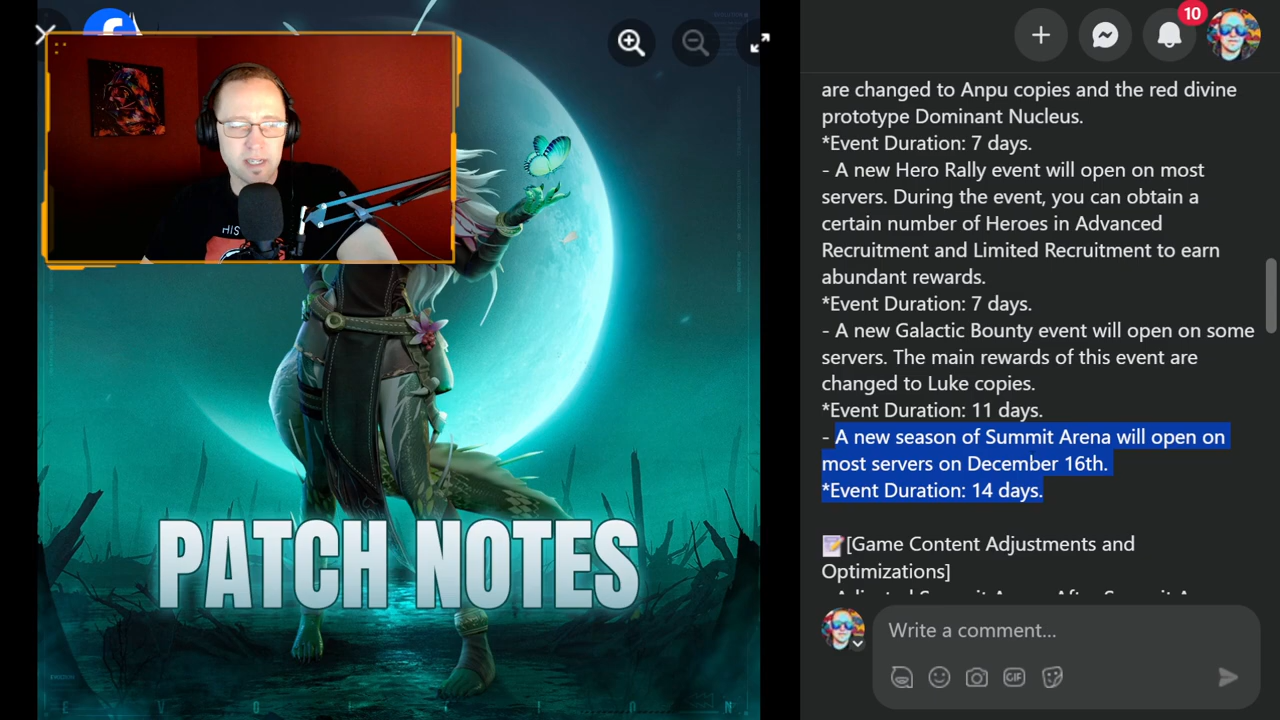 HIS
PATCH NOTES
E V O L U T I O N
10
are changed to Anpu copies and the red divine
prototype Dominant Nucleus.
*Event Duration: 7 days.
- A new Hero Rally event will open on most
servers. During the event, you can obtain a
certain number of Heroes in Advanced
Recruitment and Limited Recruitment to earn
abundant rewards.
*Event Duration: 7 days.
- A new Galactic Bounty event will open on some
servers. The main rewards of this event are
changed to Luke copies.
*Event Duration: 11 days.
- A new season of Summit Arena will open on
most servers on December 16th.
*Event Duration: 14 days.
[Game Content Adjustments and
Optimizations]
Write a comment...
GIF